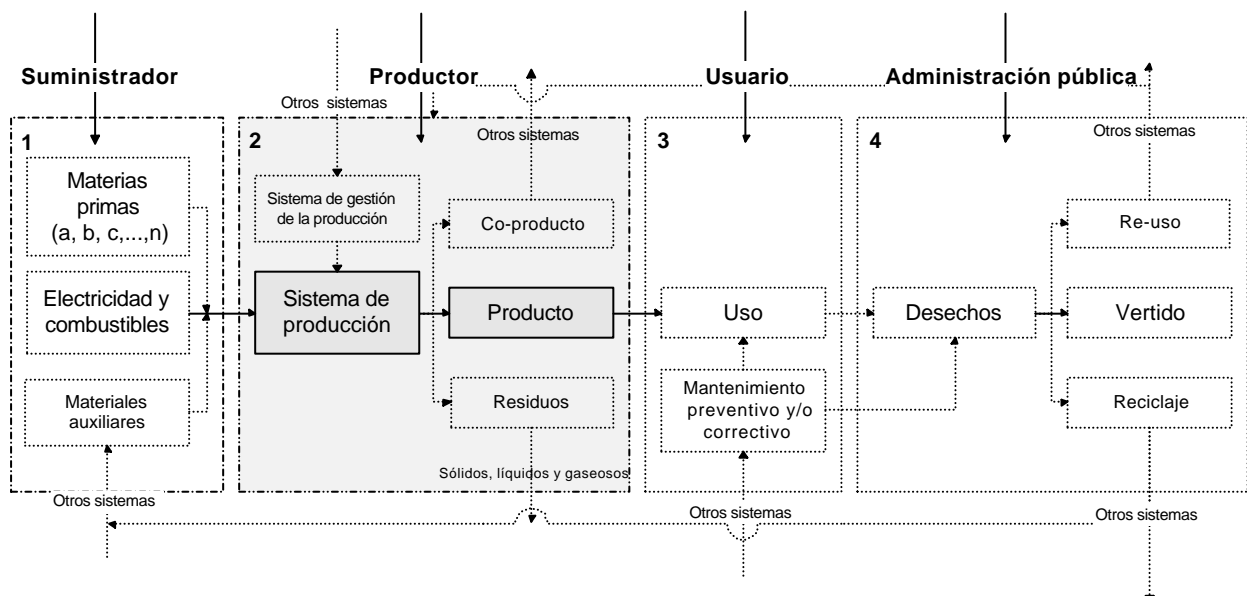 Suministrador
Productor
Usuario
Administración pública
Otros sistemas
Otros sistemas
Otros sistemas
1
2
3
4
Materias
primas
(a, b, c,...,n)
Sistema de gestión
de la producción
Co-producto
Re-uso
Electricidad y
combustibles
Sistema de
producción
Producto
Uso
Desechos
Vertido
Materiales
auxiliares
Residuos
Mantenimiento
preventivo y/o
correctivo
Reciclaje
Sólidos, líquidos y gaseosos
Otros sistemas
Otros sistemas
Otros sistemas